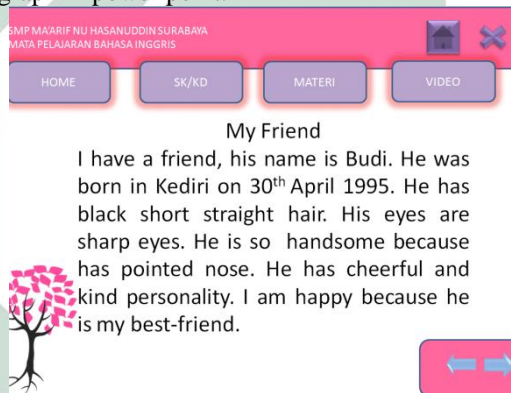 SMP MA'ARIF NU HASANUDDIN SURABAYA
MATA PELAJARAN BAHASA INGGRIS
HOME
SK/KD
MATERI
VIDEO
My Friend
I have a friend, his name is Budi. He was
born in Kediri on 30th April 1995. He has
black short straight hair. His eyes are
sharp eyes. He is so handsome because
has pointed nose. He has cheerful and
kind personality. I am happy because he
is my best-friend.